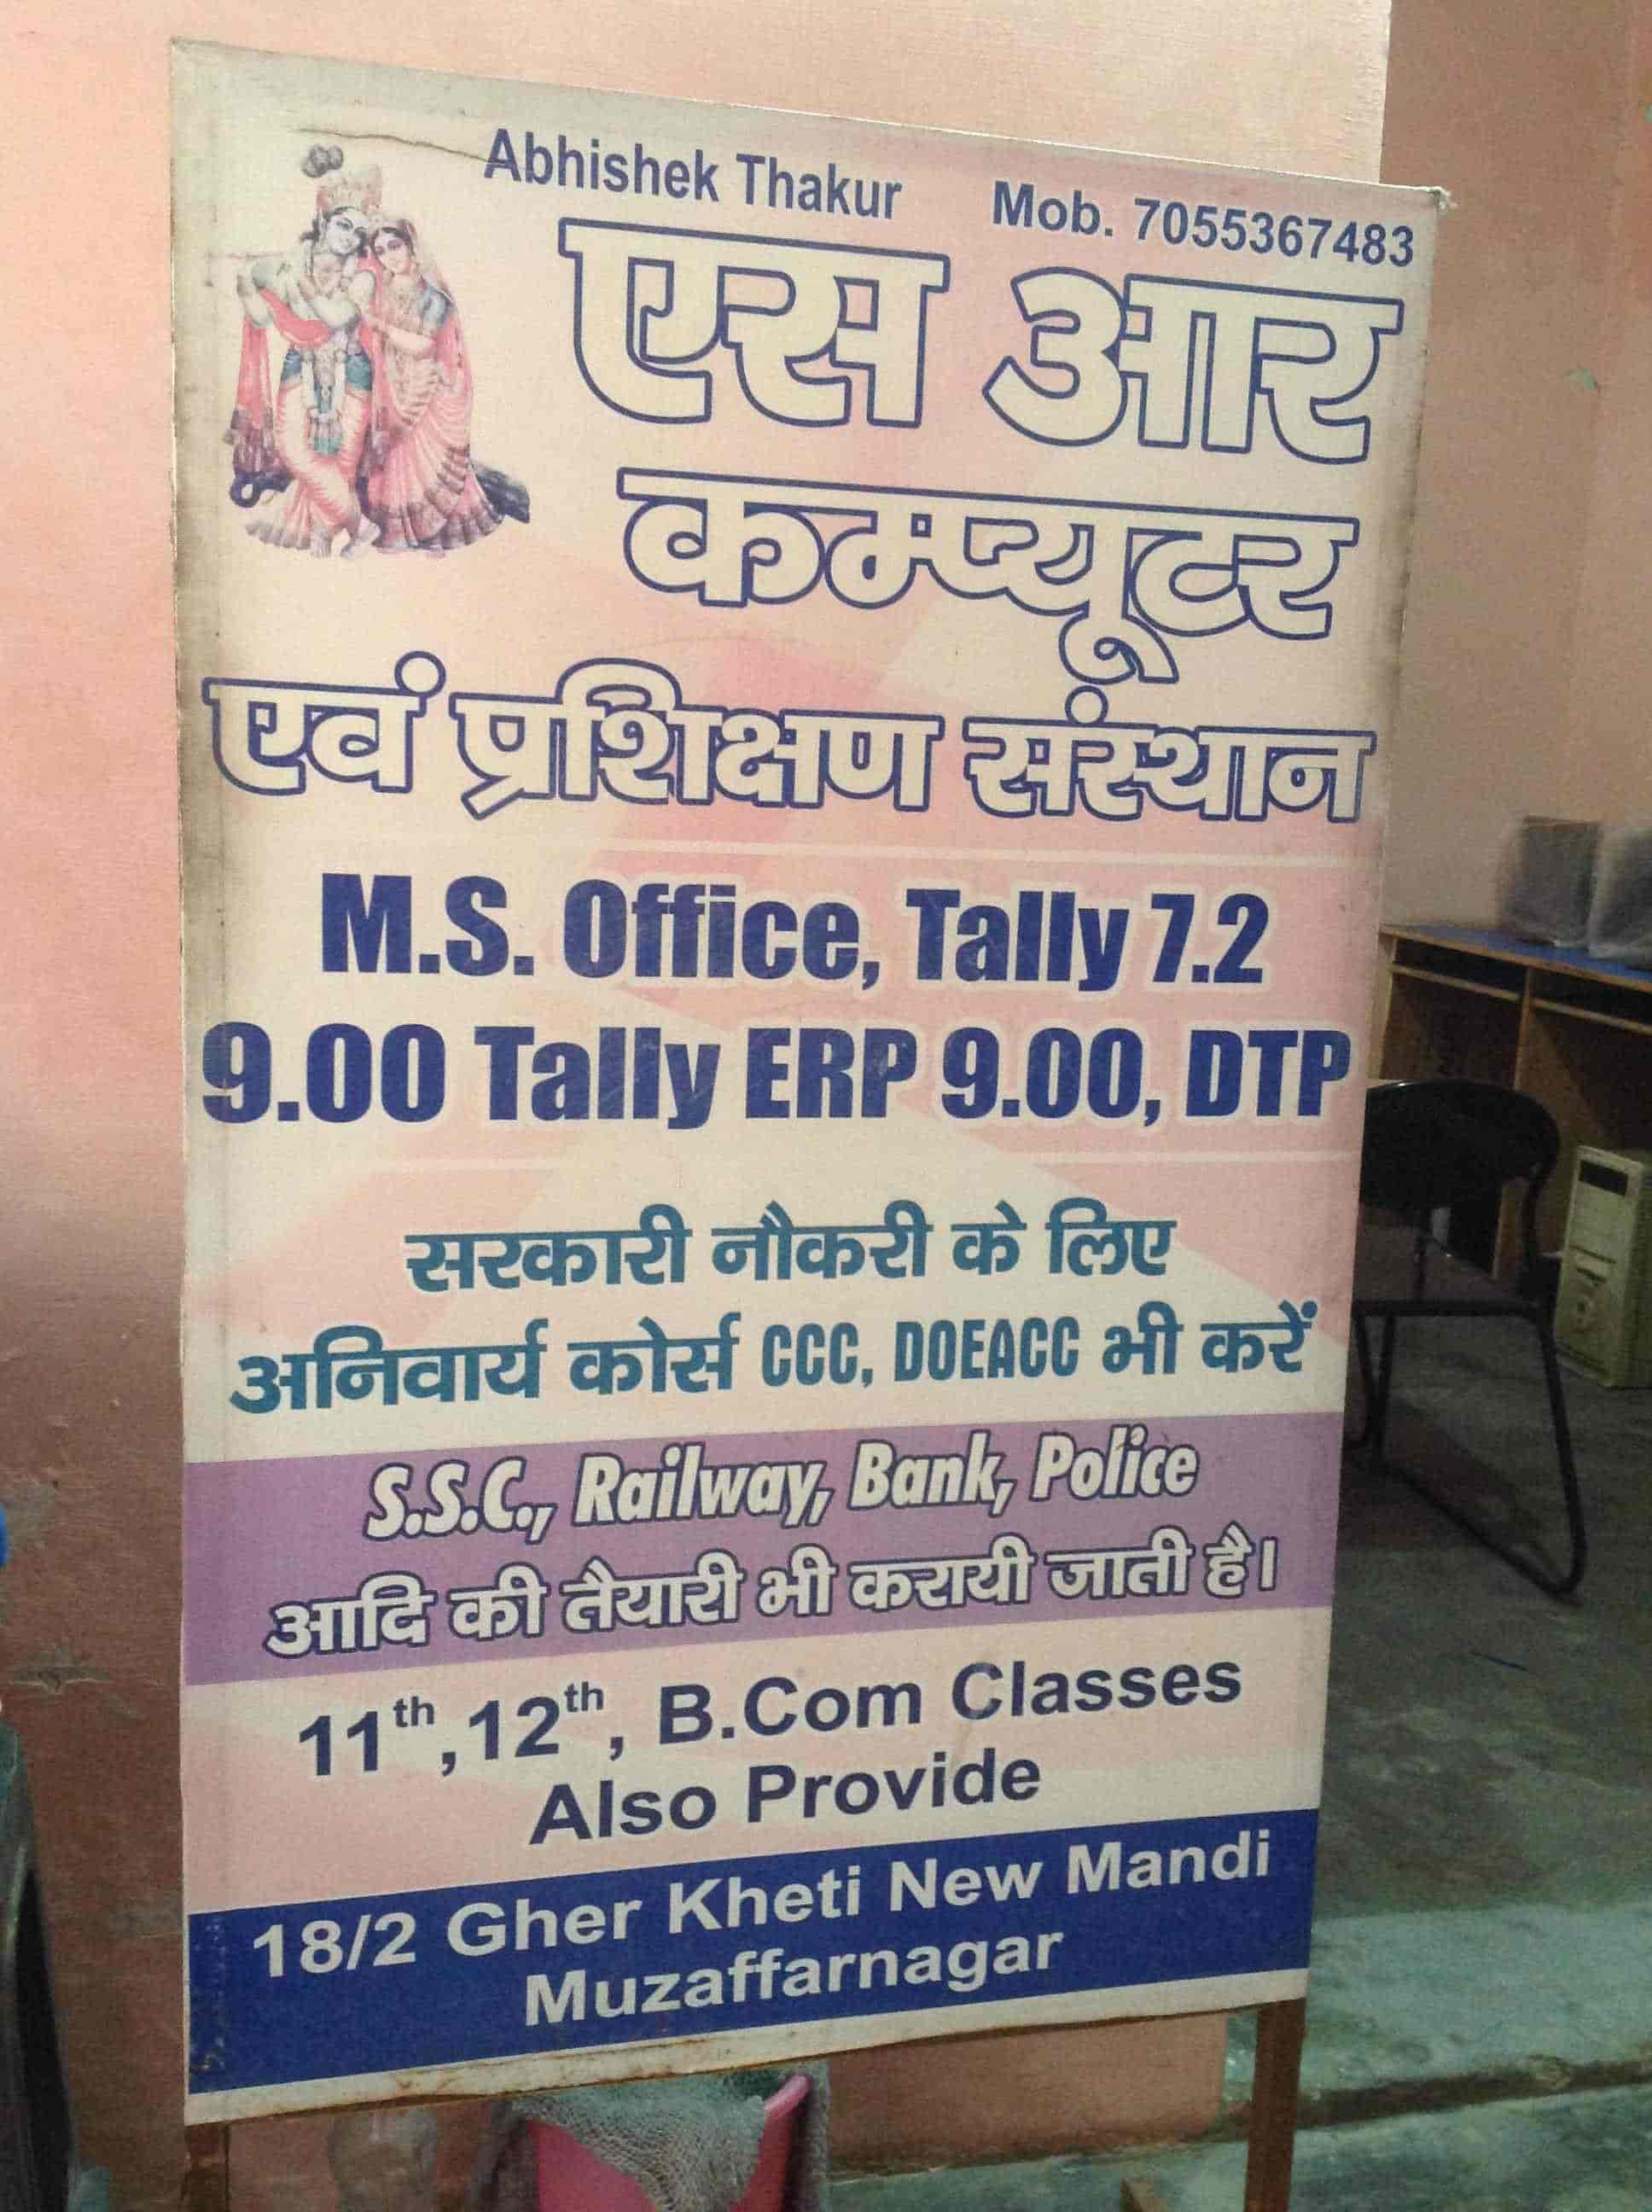 Abhishek Thakur Mob. 7055367483
एस आर
कम्प्यूटर
एवं प्रशिक्षण संस्थान
M.S. Office, Tally 7.2
9.00 Tally ERP 9.00, DTP
सरकारी नौकरी के लिए
अनिवार्य कोर्स CCC, DOEACC भी करें
S.S.C., Railway, Bank, Police
आदि की तैयारी भी करायी जाती है।
11th,12th, B.Com Classes
Also Provide
18/2 Gher Kheti New Mandi
Muzaffarnagar